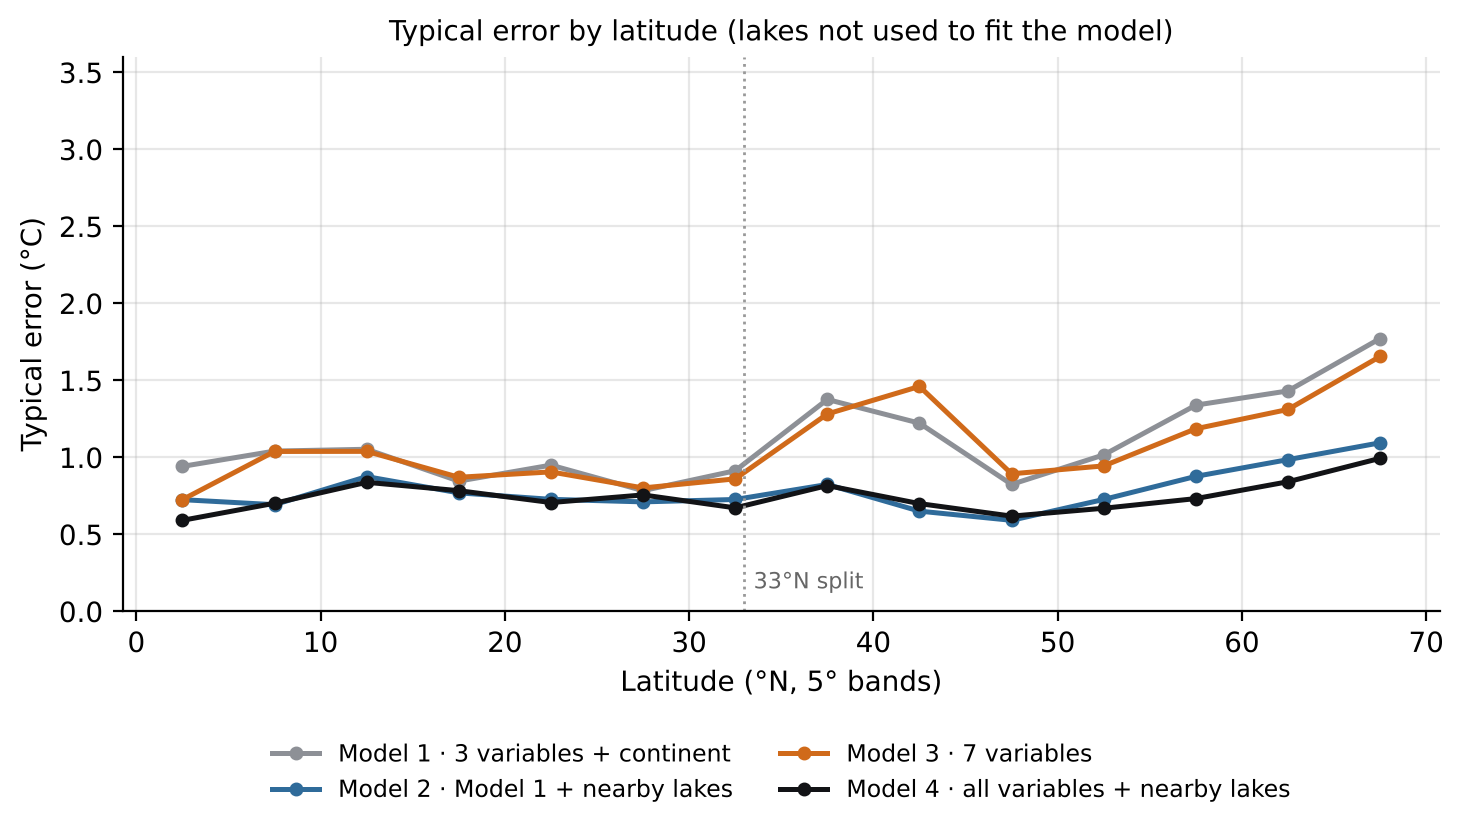 Typical error by latitude (lakes not used to fit the model)
Typical error (°C)
3.5
3.0
2.5
2.0
1.5
1.0
0.5
0.0
33°N split
0 10 20 30 40 50 60 70
Latitude (°N, 5° bands)
Model 1 · 3 variables + continent
Model 2 · Model 1 + nearby lakes
Model 3 · 7 variables
Model 4 · all variables + nearby lakes